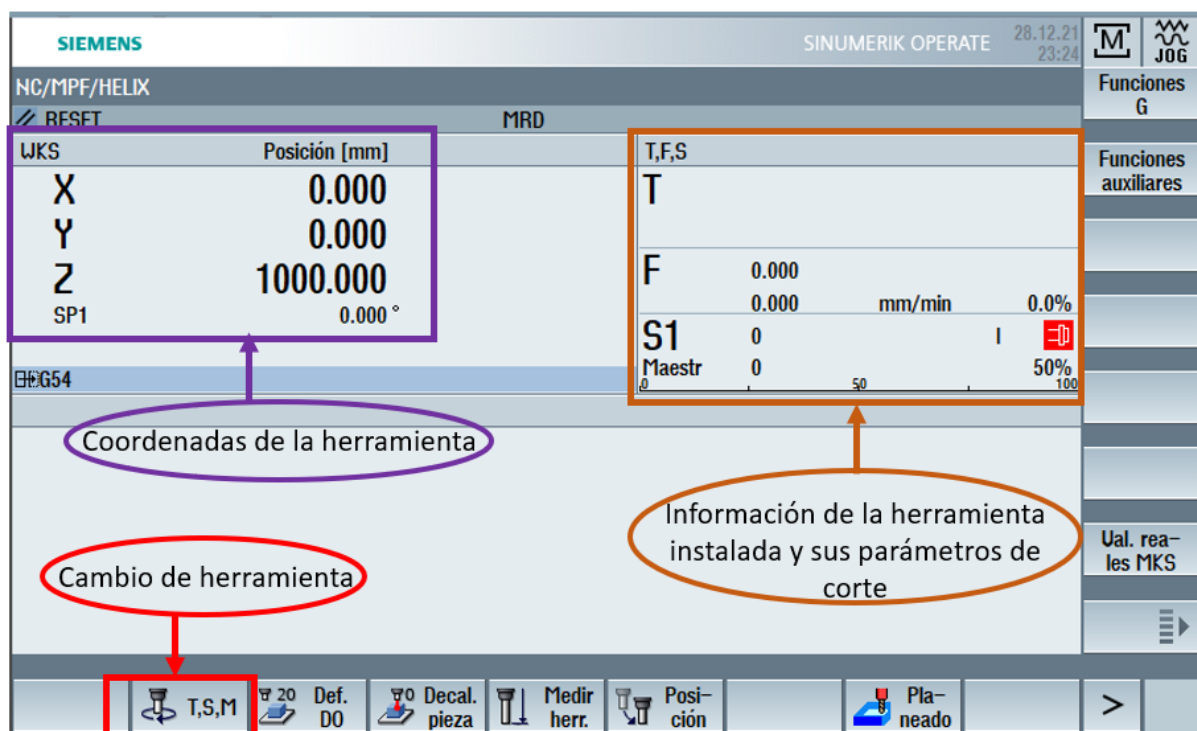 SIEMENS
SINUMERIK OPERATE
28.12.21
23:24
M
JOG
NC/MPF/HELIX
RESET
MRD
WKS Posición [mm]
X 0.000
Y 0.000
Z 1000.000
SP1 0.000 °
G54
T,F,S
T
F 0.000
0.000 mm/min 0.0%
S1 0 I
Maestr 0 50%
0 50 100
Coordenadas de la herramienta
Información de la herramienta
instalada y sus parámetros de
corte
Cambio de herramienta
Funciones
G
Funciones
auxiliares
Val. rea-
les MKS
T,S,M
20 Def.
DO
0 Decal.
pieza
Medir
herr.
Posi-
ción
Pla-
neado
>